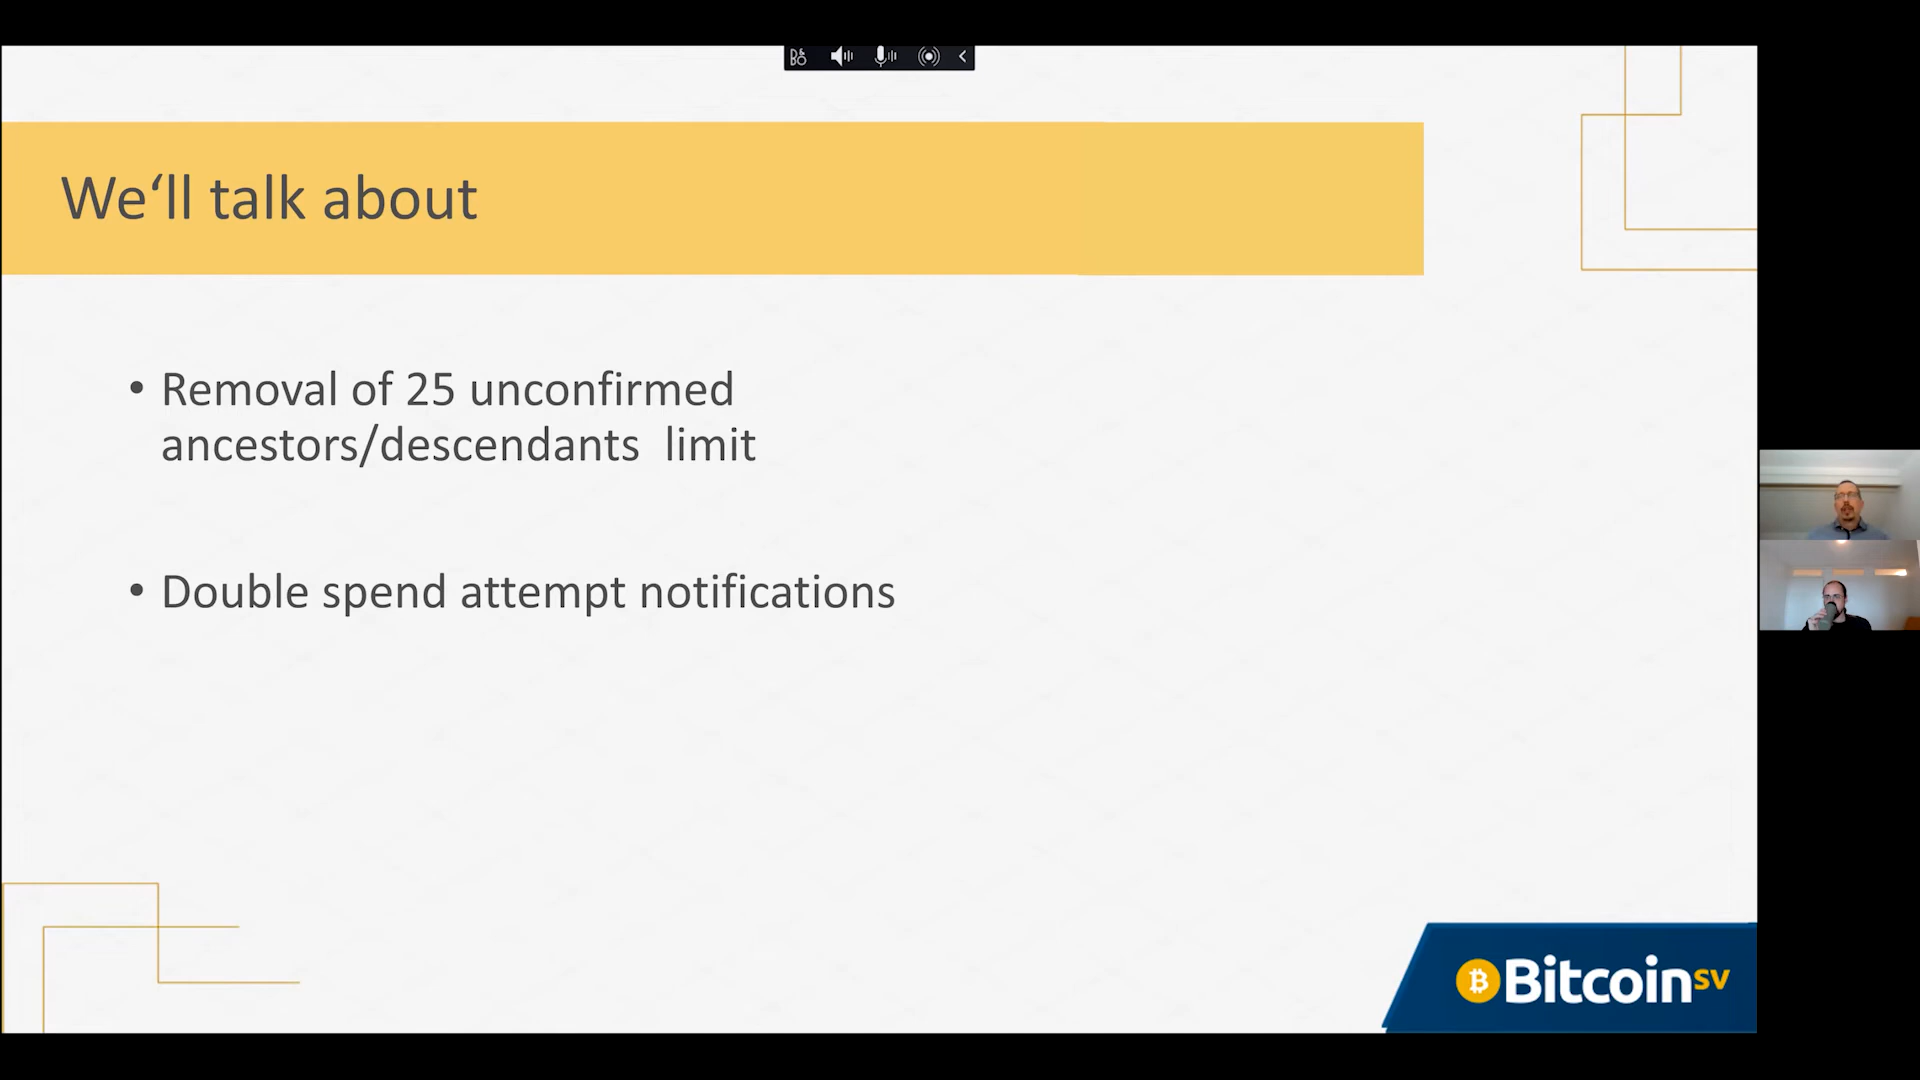 We‘ll talk about
• Removal of 25 unconfirmed
ancestors/descendants limit
• Double spend attempt notifications
BitcoinSV